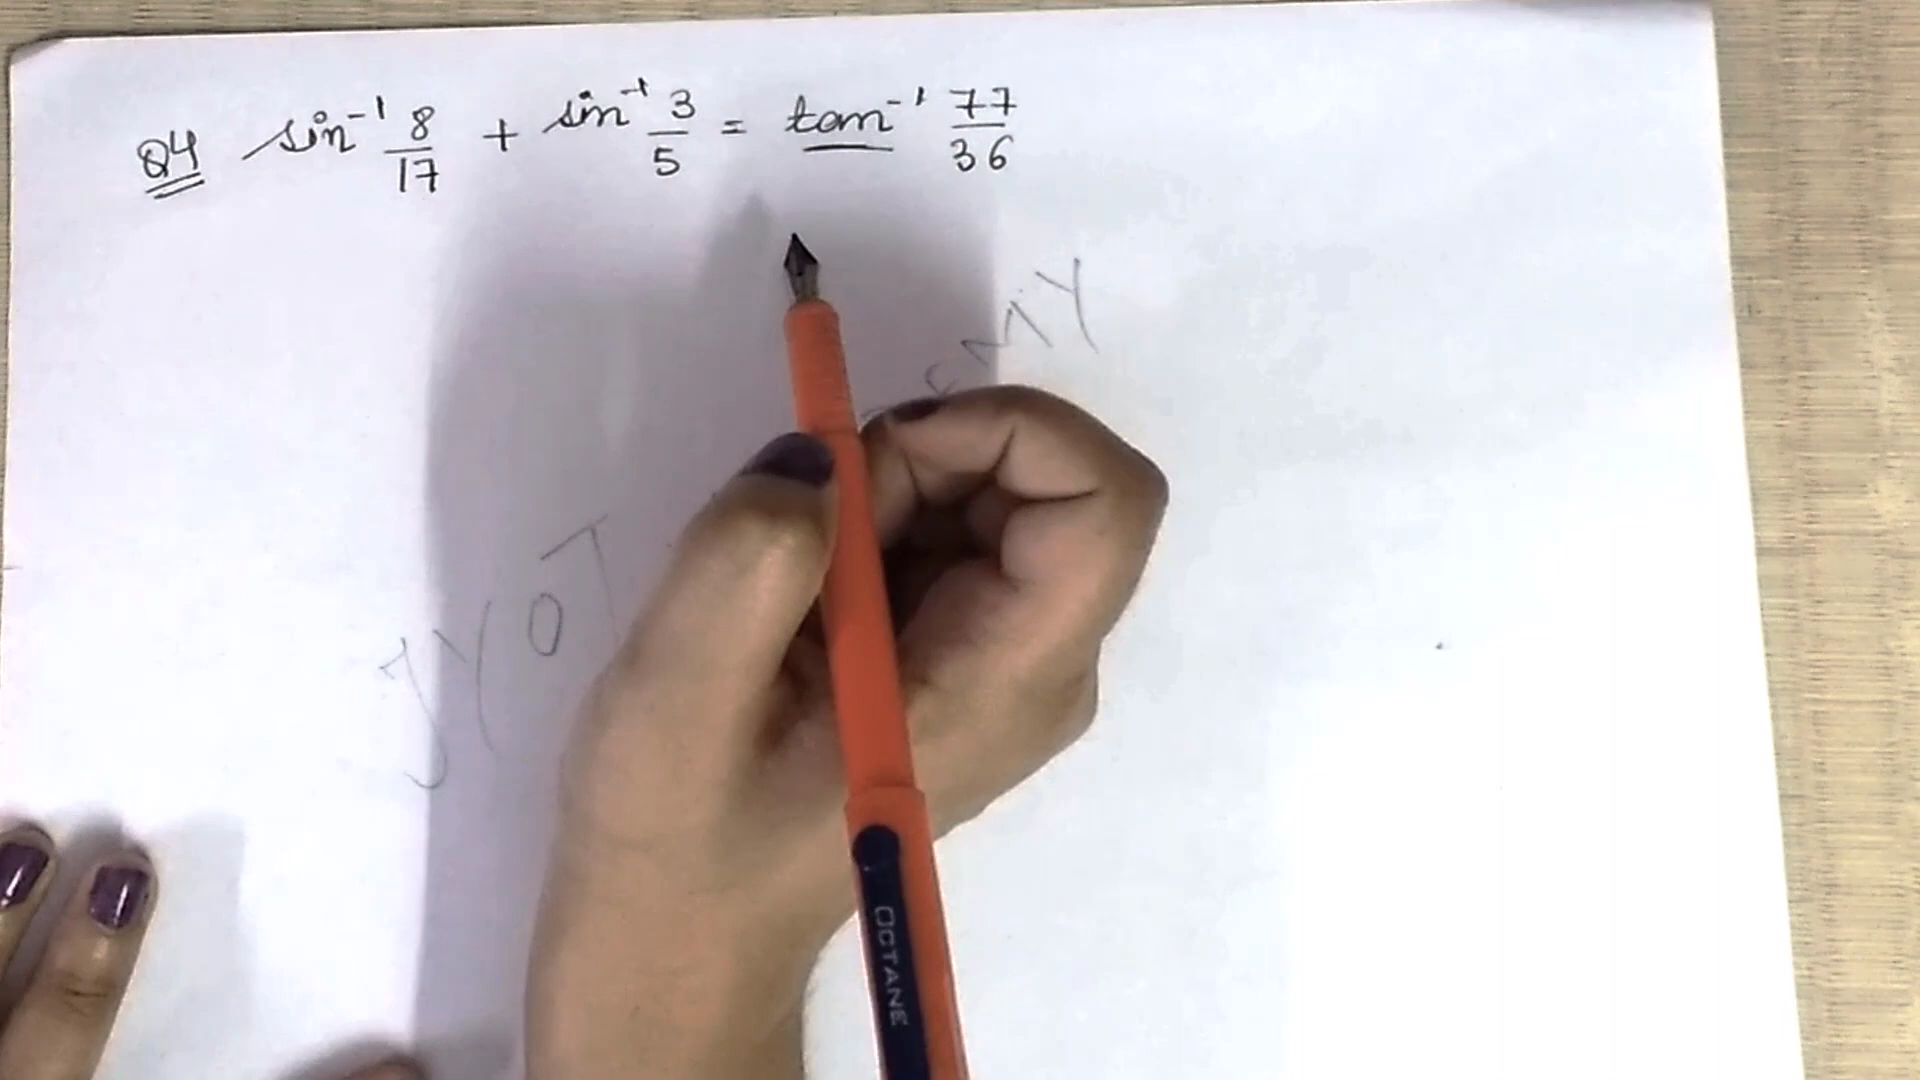 Q4 sin⁻¹ 8/17 + sin⁻¹ 3/5 = tan⁻¹ 77/36
OCTANE